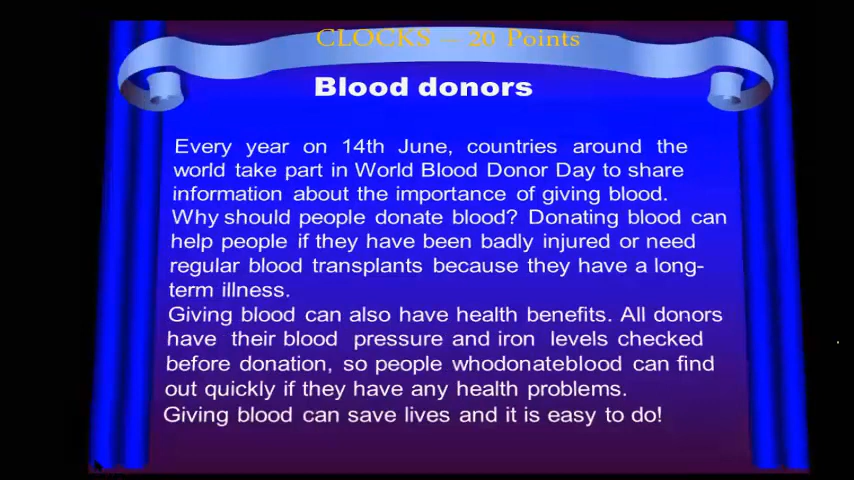 CLOCKS – 20 Points
Blood donors
Every year on 14th June, countries around the
world take part in World Blood Donor Day to share
information about the importance of giving blood.
Why should people donate blood? Donating blood can
help people if they have been badly injured or need
regular blood transplants because they have a long-
term illness.
Giving blood can also have health benefits. All donors
have their blood pressure and iron levels checked
before donation, so people whodonateblood can find
out quickly if they have any health problems.
Giving blood can save lives and it is easy to do!